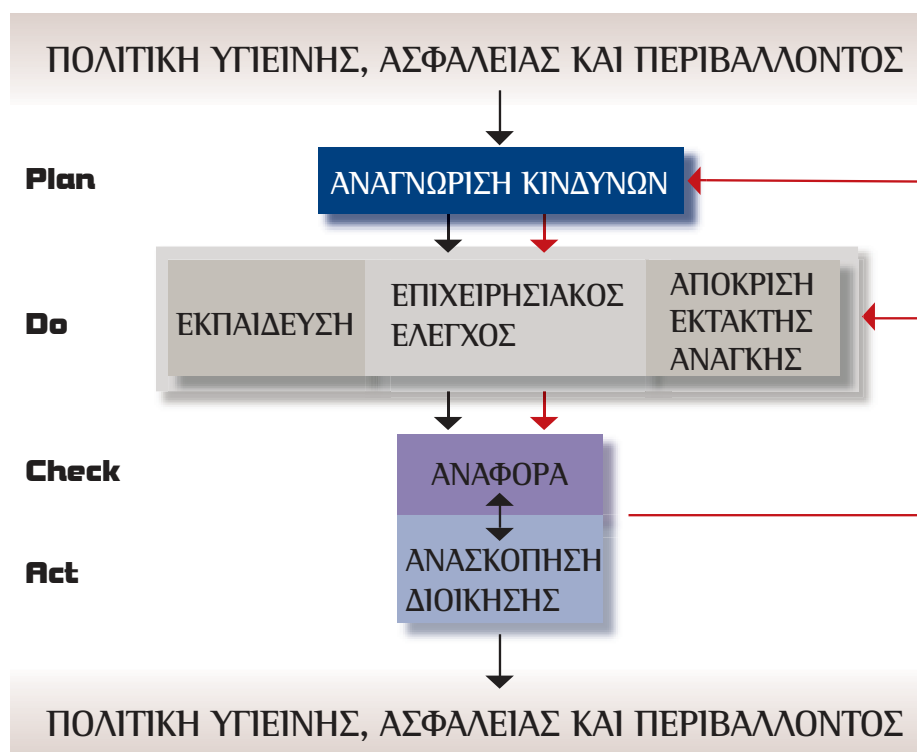 ΠΟΛΙΤΙΚΗ ΥΓΙΕΙΝΗΣ, ΑΣΦΑΛΕΙΑΣ ΚΑΙ ΠΕΡΙΒΑΛΛΟΝΤΟΣ
Plan
ΑΝΑΓΝΩΡΙΣΗ ΚΙΝΔΥΝΩΝ
Do
ΕΚΠΑΙΔΕΥΣΗ
ΕΠΙΧΕΙΡΗΣΙΑΚΟΣ
ΕΛΕΓΧΟΣ
ΑΠΟΚΡΙΣΗ
ΕΚΤΑΚΤΗΣ
ΑΝΑΓΚΗΣ
Check
ΑΝΑΦΟΡΑ
Act
ΑΝΑΣΚΟΠΗΣΗ
ΔΙΟΙΚΗΣΗΣ
ΠΟΛΙΤΙΚΗ ΥΓΙΕΙΝΗΣ, ΑΣΦΑΛΕΙΑΣ ΚΑΙ ΠΕΡΙΒΑΛΛΟΝΤΟΣ